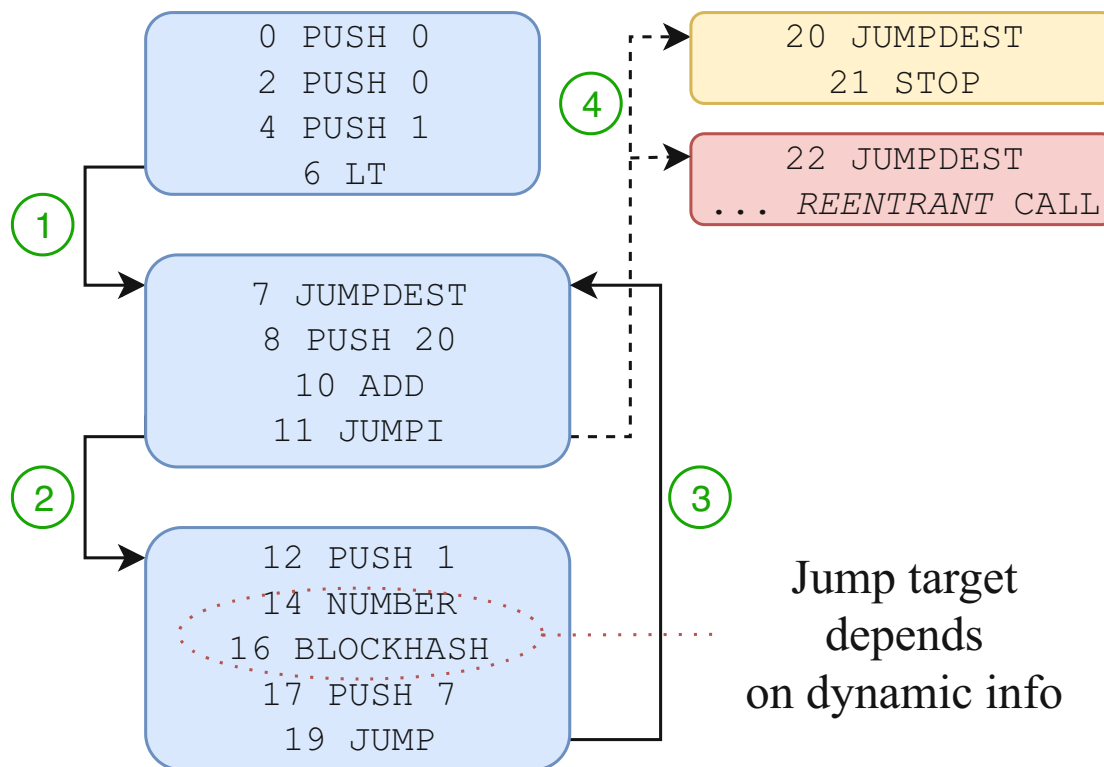 0 PUSH 0
2 PUSH 0
4 PUSH 1
6 LT
1
7 JUMPDEST
8 PUSH 20
10 ADD
11 JUMPI
2
12 PUSH 1
14 NUMBER
16 BLOCKHASH
17 PUSH 7
19 JUMP
3
4
20 JUMPDEST
21 STOP
22 JUMPDEST
... REENTRANT CALL
Jump target
depends
on dynamic info